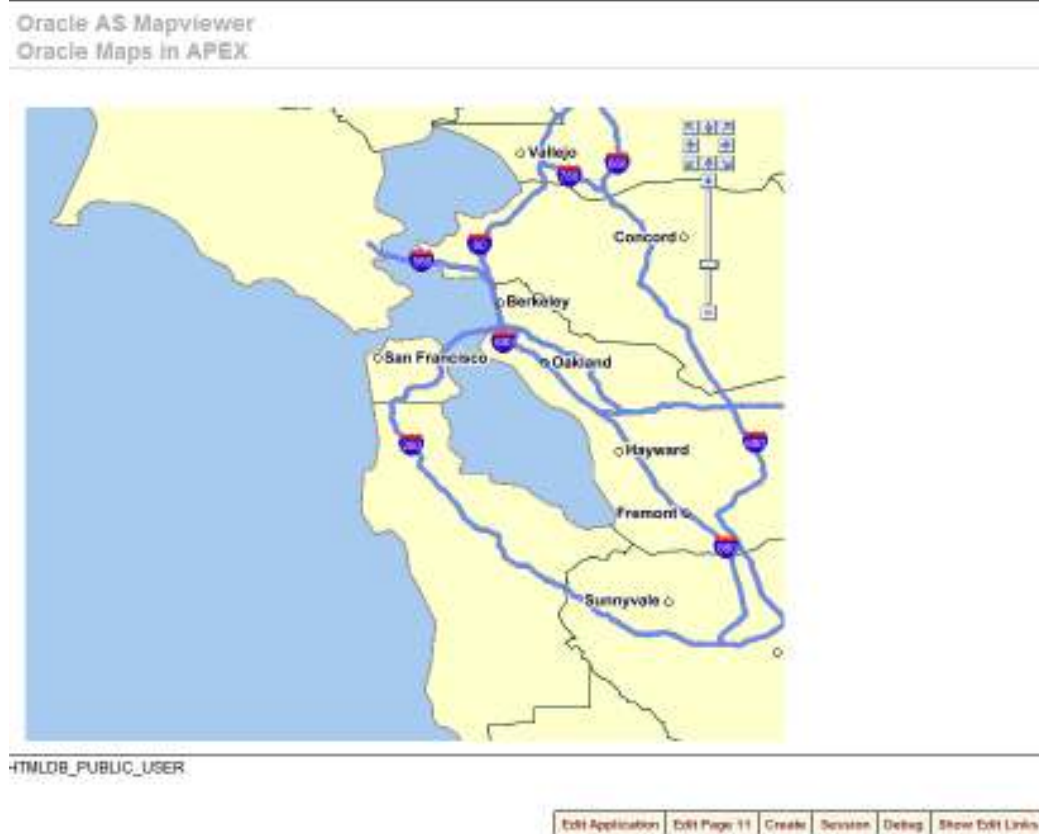 Oracle AS Mapviewer
Oracle Maps in APEX
Vallejo
Concord
Berkeley
San Francisco
Oakland
Hayward
Fremont
Sunnyvale
HTMLDB_PUBLIC_USER
Edit Application Edit Page 11 Create Session Debug Show Edit Links